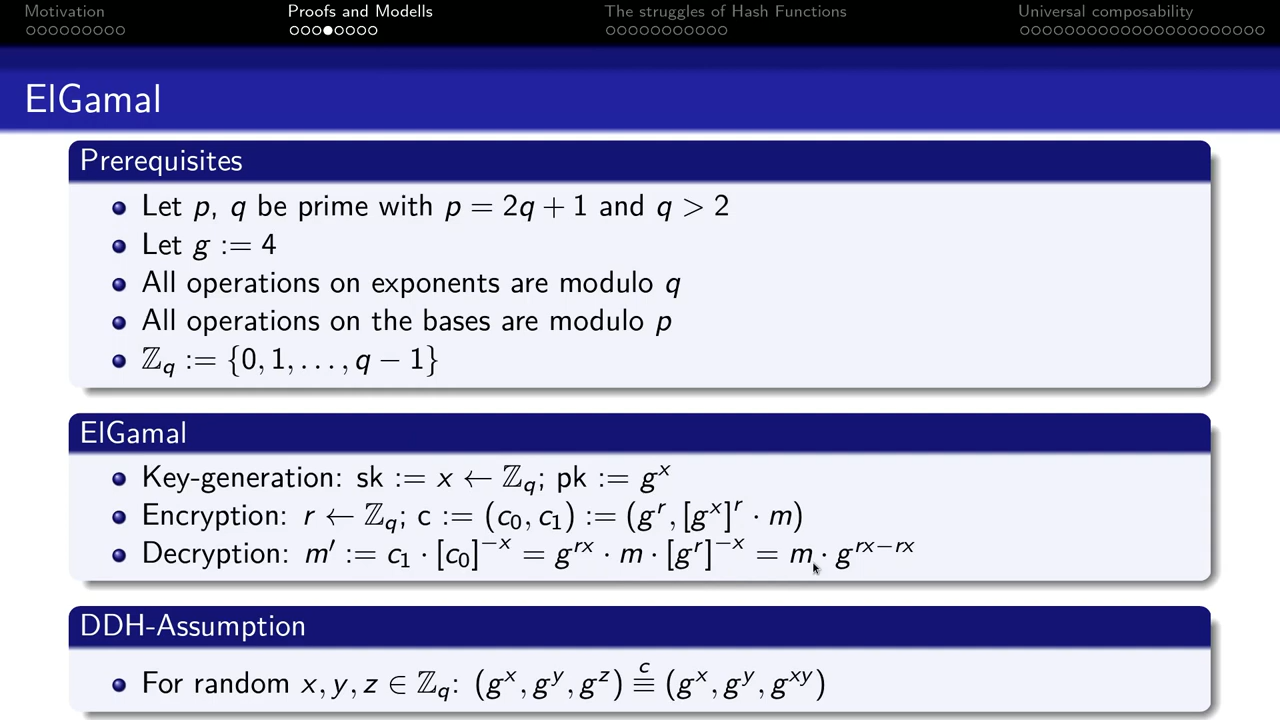 Motivation Proofs and Modells The struggles of Hash Functions Universal composability
ElGamal
Prerequisites
Let p, q be prime with p = 2q + 1 and q > 2
Let g := 4
All operations on exponents are modulo q
All operations on the bases are modulo p
ℤ_q := {0, 1, . . . , q − 1}
ElGamal
Key-generation: sk := x ← ℤ_q; pk := g^x
Encryption: r ← ℤ_q; c := (c_0, c_1) := (g^r, [g^x]^r · m)
Decryption: m′ := c_1 · [c_0]^{−x} = g^{rx} · m · [g^r]^{−x} = m · g^{rx−rx}
DDH-Assumption
For random x, y, z ∈ ℤ_q: (g^x, g^y, g^z) ≡^c (g^x, g^y, g^{xy})